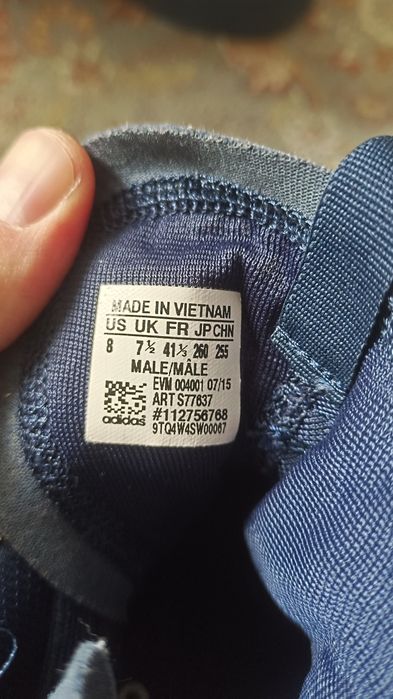 MADE IN VIETNAM
US UK FR JP CHN
8 7½ 41⅓ 260 255
MALE/MÂLE
EVM 004001 07/15
ART S77637
#112756768
adidas 9TQ4W4SW00067